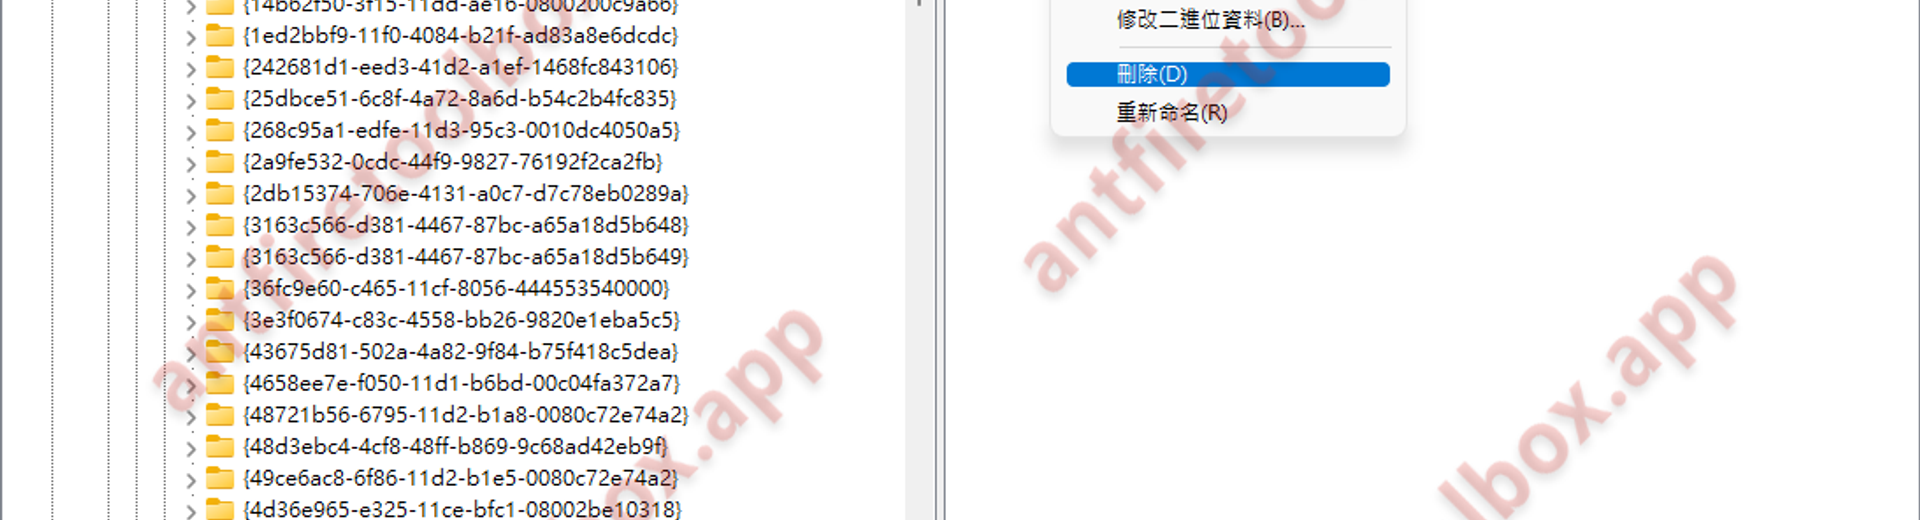 {14b62f50-3f15-11dd-ae16-0800200c9a66}
{1ed2bbf9-11f0-4084-b21f-ad83a8e6dcdc}
{242681d1-eed3-41d2-a1ef-1468fc843106}
{25dbce51-6c8f-4a72-8a6d-b54c2b4fc835}
{268c95a1-edfe-11d3-95c3-0010dc4050a5}
{2a9fe532-0cdc-44f9-9827-76192f2ca2fb}
{2db15374-706e-4131-a0c7-d7c78eb0289a}
{3163c566-d381-4467-87bc-a65a18d5b648}
{3163c566-d381-4467-87bc-a65a18d5b649}
{36fc9e60-c465-11cf-8056-444553540000}
{3e3f0674-c83c-4558-bb26-9820e1eba5c5}
{43675d81-502a-4a82-9f84-b75f418c5dea}
{4658ee7e-f050-11d1-b6bd-00c04fa372a7}
{48721b56-6795-11d2-b1a8-0080c72e74a2}
{48d3ebc4-4cf8-48ff-b869-9c68ad42eb9f}
{49ce6ac8-6f86-11d2-b1e5-0080c72e74a2}
{4d36e965-e325-11ce-bfc1-08002be10318}
修改二進位資料(B)...
刪除(D)
重新命名(R)
antfiretoolbox.app
antfiretoolbox.app